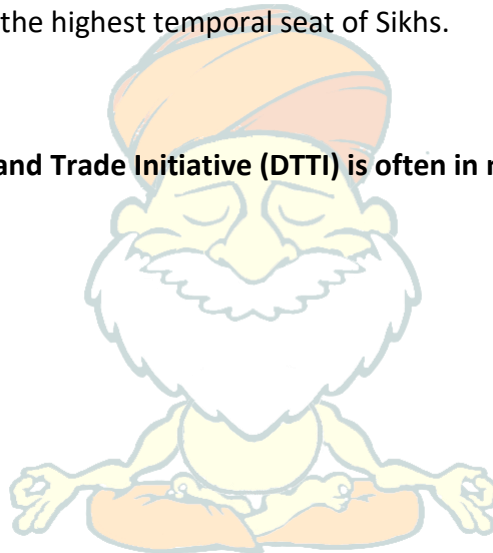 the highest temporal seat of Sikhs.
and Trade Initiative (DTTI) is often in